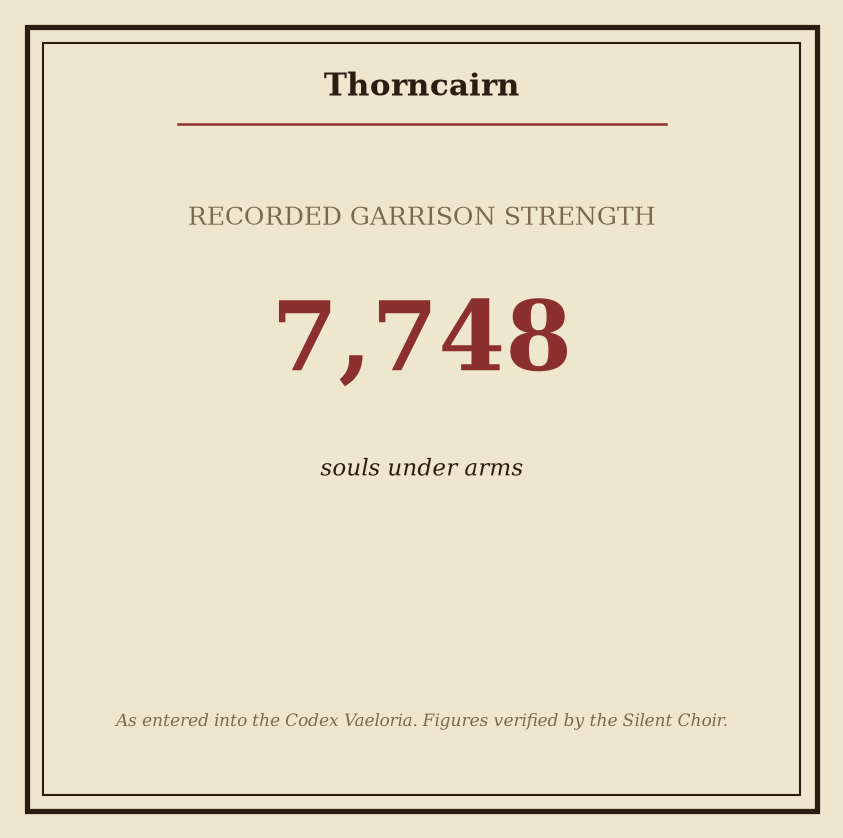 Thorncairn
RECORDED GARRISON STRENGTH
7,748
souls under arms
As entered into the Codex Vaeloria. Figures verified by the Silent Choir.